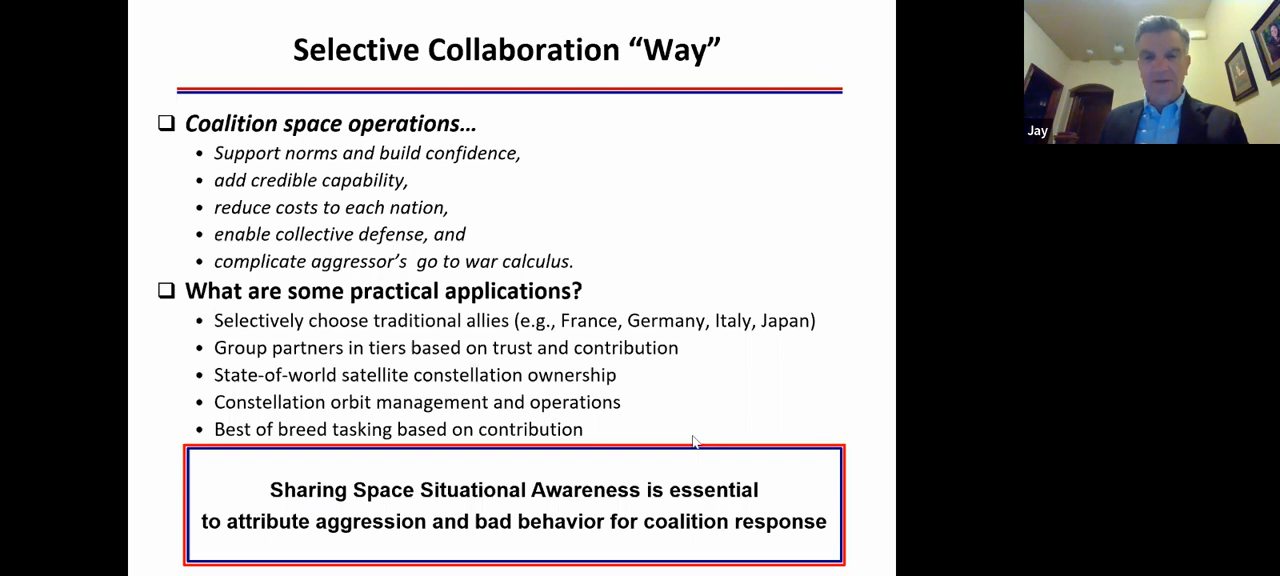 Selective Collaboration “Way”
❑ Coalition space operations…
• Support norms and build confidence,
• add credible capability,
• reduce costs to each nation,
• enable collective defense, and
• complicate aggressor’s  go to war calculus.
❑ What are some practical applications?
• Selectively choose traditional allies (e.g., France, Germany, Italy, Japan)
• Group partners in tiers based on trust and contribution
• State-of-world satellite constellation ownership
• Constellation orbit management and operations
• Best of breed tasking based on contribution
Sharing Space Situational Awareness is essential
to attribute aggression and bad behavior for coalition response
Jay